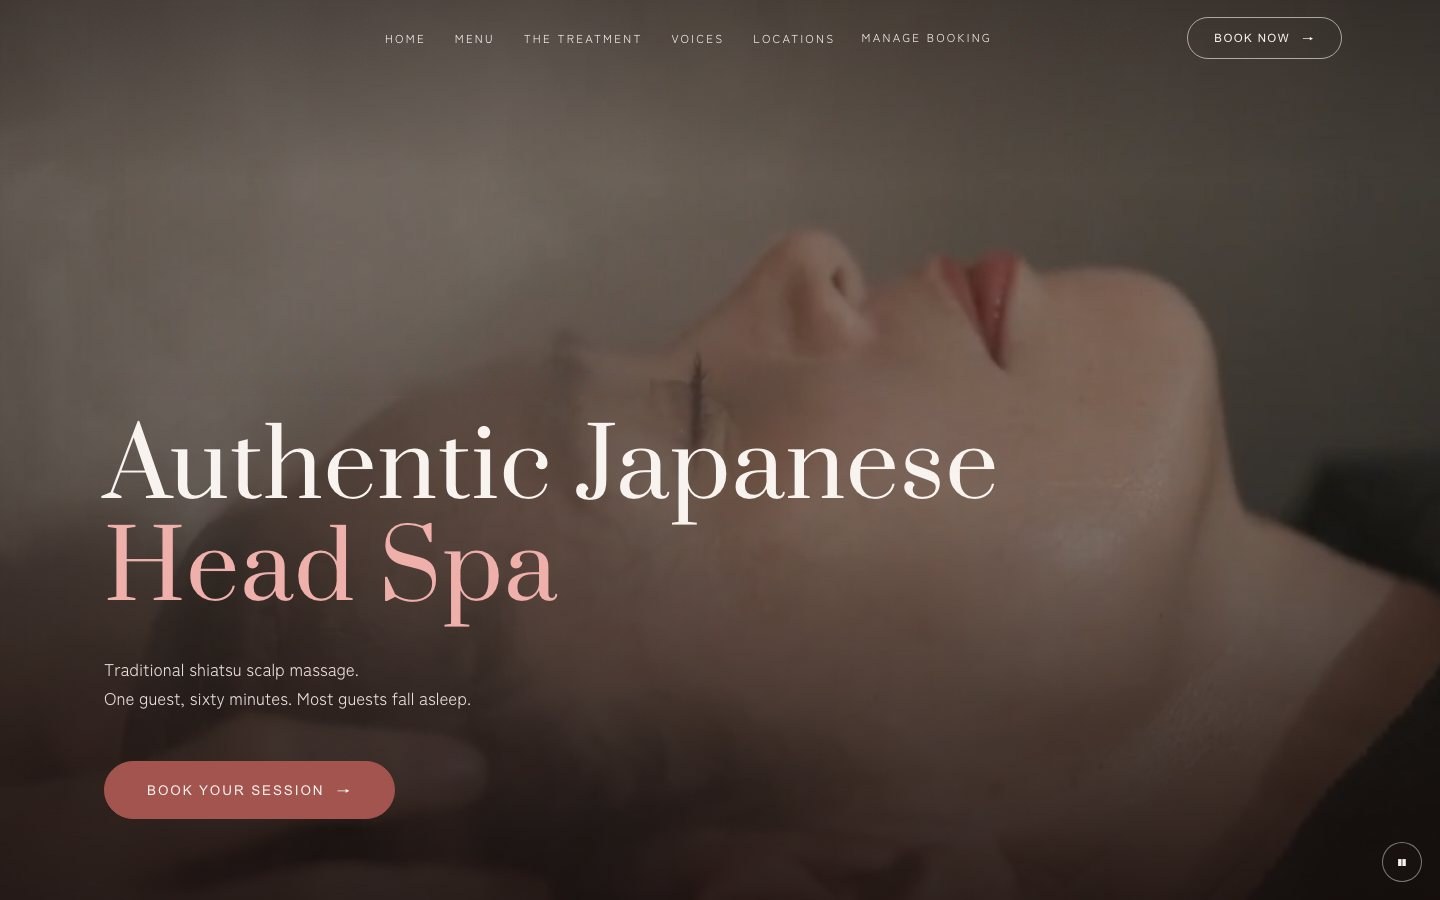 HOME
MENU
THE TREATMENT
VOICES
LOCATIONS
MANAGE BOOKING
BOOK NOW →
Authentic Japanese
Head Spa
Traditional shiatsu scalp massage.
One guest, sixty minutes. Most guests fall asleep.
BOOK YOUR SESSION →